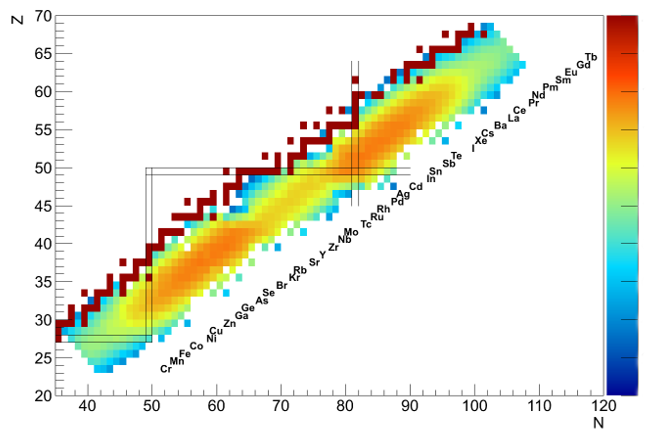 Z
70
65
60
55
50
45
40
35
30
25
20
40 50 60 70 80 90 100 110 120
N
Tb
Gd
Eu
Sm
Pm
Nd
Pr
Ce
La
Ba
Cs
Xe
I
Te
Sb
Sn
In
Cd
Ag
Pd
Rh
Ru
Tc
Mo
Nb
Zr
Y
Sr
Rb
Kr
Br
Se
As
Ge
Ga
Zn
Cu
Ni
Co
Fe
Mn
Cr